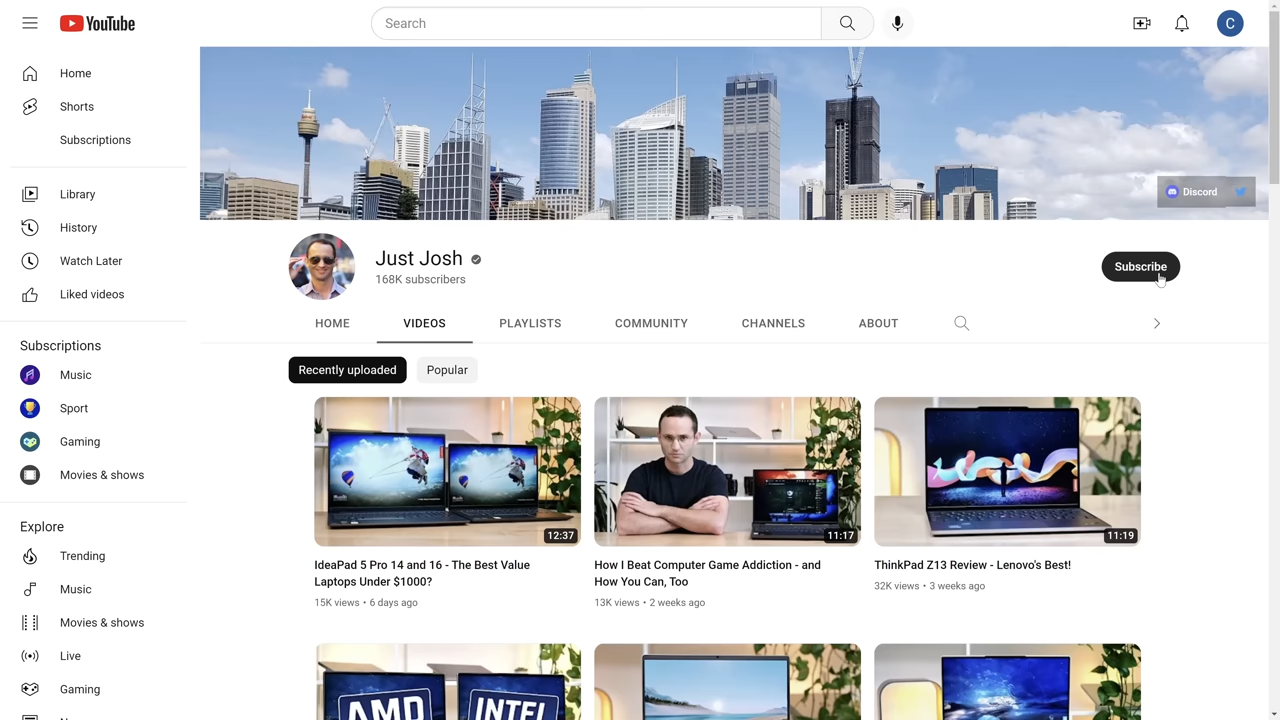 YouTube
Search
C
Home
Shorts
Subscriptions
Library
History
Watch Later
Liked videos
Subscriptions
Music
Sport
Gaming
Movies & shows
Explore
Trending
Music
Movies & shows
Live
Gaming
Discord
Just Josh
168K subscribers
Subscribe
HOME VIDEOS PLAYLISTS COMMUNITY CHANNELS ABOUT
Recently uploaded Popular
12:37
11:17
11:19
IdeaPad 5 Pro 14 and 16 - The Best Value
Laptops Under $1000?
15K views • 6 days ago
How I Beat Computer Game Addiction - and
How You Can, Too
13K views • 2 weeks ago
ThinkPad Z13 Review - Lenovo's Best!
32K views • 3 weeks ago
AMD INTEL